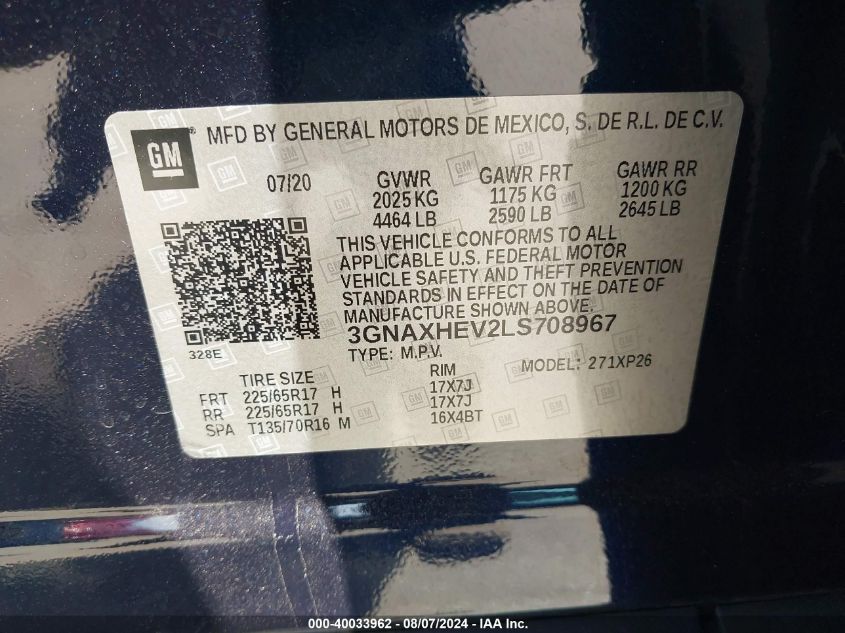 GM ® MFD BY GENERAL MOTORS DE MEXICO, S. DE R.L. DE C.V.
07/20 GVWR GAWR FRT GAWR RR
2025 KG 1175 KG 1200 KG
4464 LB 2590 LB 2645 LB
THIS VEHICLE CONFORMS TO ALL
APPLICABLE U.S. FEDERAL MOTOR
VEHICLE SAFETY AND THEFT PREVENTION
STANDARDS IN EFFECT ON THE DATE OF
MANUFACTURE SHOWN ABOVE.
3GNAXHEV2LS708967
328E
TYPE: M.P.V. MODEL: 271XP26
TIRE SIZE RIM
FRT 225/65R17 H 17X7J
RR 225/65R17 H 17X7J
SPA T135/70R16 M 16X4BT
000-40033962 - 08/07/2024 - IAA Inc.